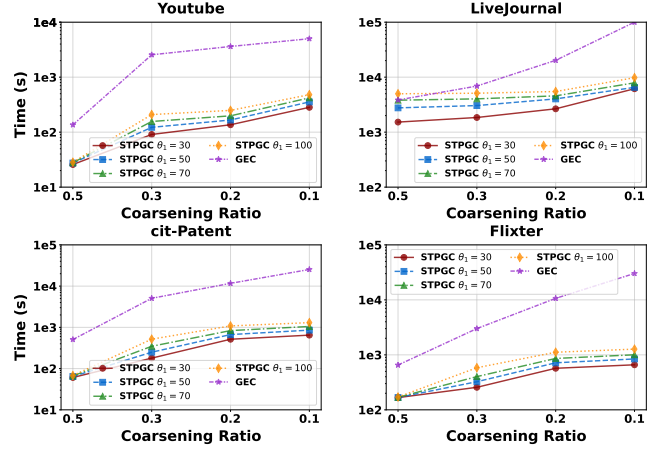 Youtube
1e4
1e3
1e2
1e1
Time (s)
STPGC θ₁ = 30
STPGC θ₁ = 50
STPGC θ₁ = 70
STPGC θ₁ = 100
GEC
0.5 0.3 0.2 0.1
Coarsening Ratio
LiveJournal
1e5
1e4
1e3
1e2
STPGC θ₁ = 30
STPGC θ₁ = 50
STPGC θ₁ = 70
STPGC θ₁ = 100
GEC
0.5 0.3 0.2 0.1
Coarsening Ratio
cit-Patent
1e5
1e4
1e3
1e2
1e1
Time (s)
STPGC θ₁ = 30
STPGC θ₁ = 50
STPGC θ₁ = 70
STPGC θ₁ = 100
GEC
0.5 0.3 0.2 0.1
Coarsening Ratio
Flixter
1e5
1e4
1e3
1e2
STPGC θ₁ = 30
STPGC θ₁ = 50
STPGC θ₁ = 70
STPGC θ₁ = 100
GEC
0.5 0.3 0.2 0.1
Coarsening Ratio